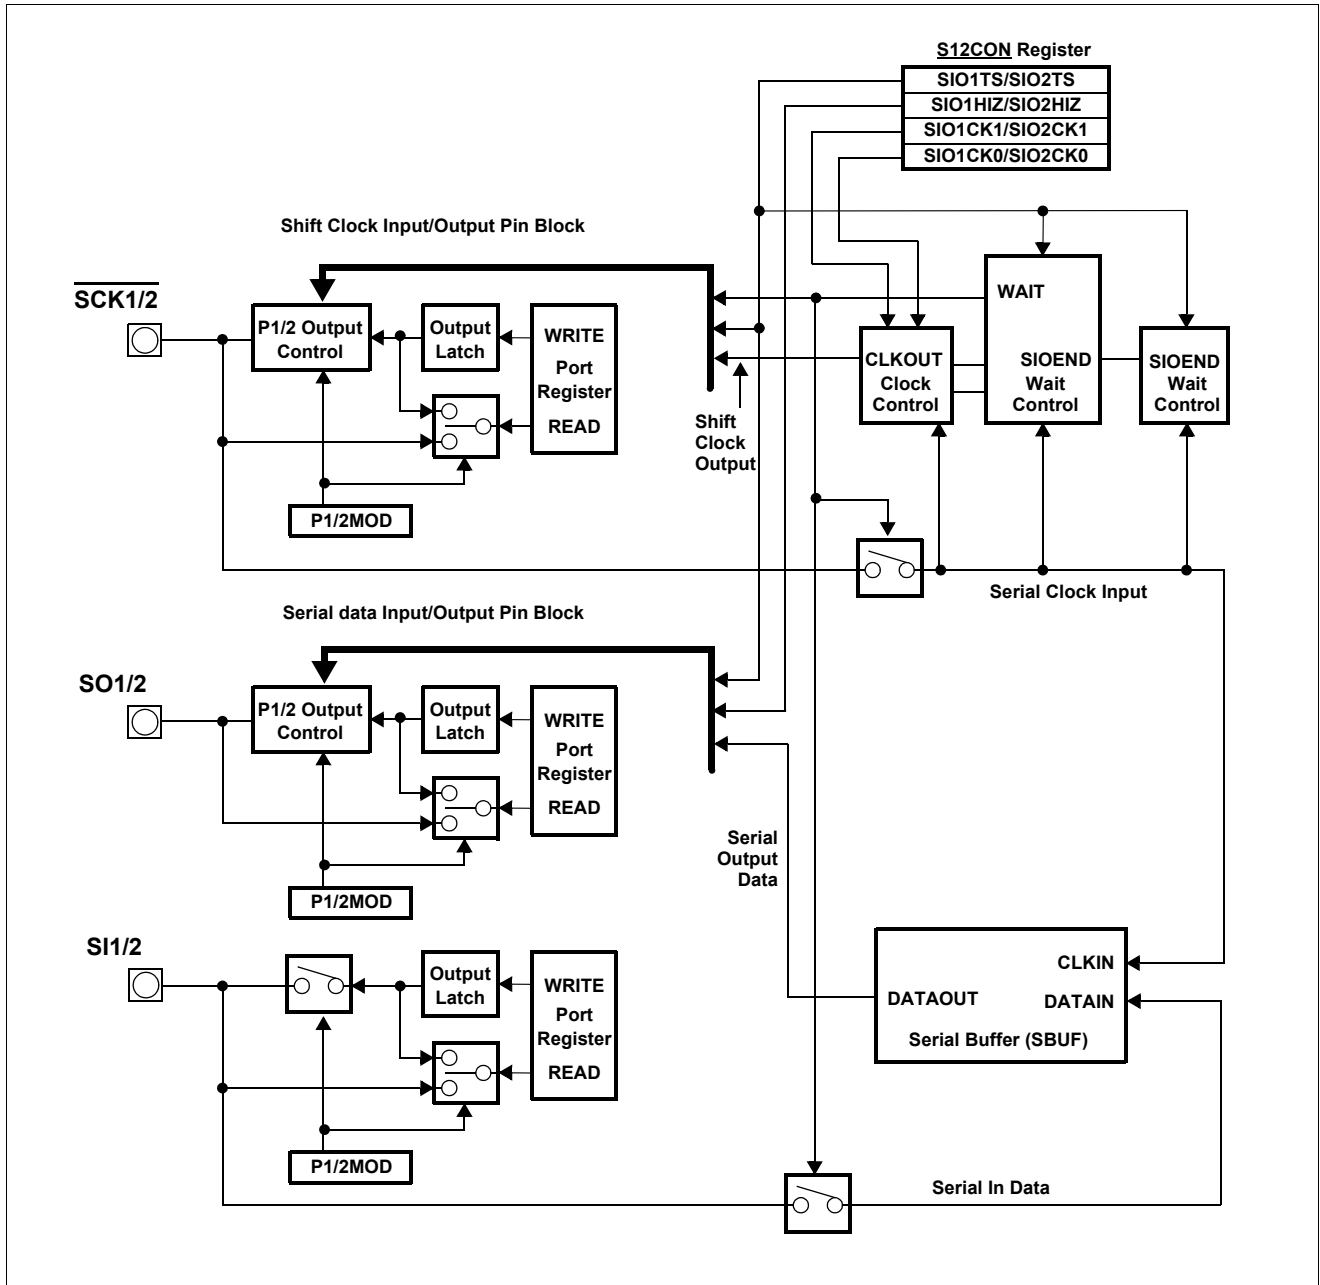 S12CON Register
SIO1TS/SIO2TS
SIO1HIZ/SIO2HIZ
SIO1CK1/SIO2CK1
SIO1CK0/SIO2CK0
Shift Clock Input/Output Pin Block
SCK1/2
P1/2 Output
Control
Output
Latch
WRITE
Port
Register
READ
P1/2MOD
Shift
Clock
Output
CLKOUT
Clock
Control
WAIT
SIOEND
Wait
Control
SIOEND
Wait
Control
Serial Clock Input
Serial data Input/Output Pin Block
SO1/2
P1/2 Output
Control
Output
Latch
WRITE
Port
Register
READ
P1/2MOD
Serial
Output
Data
SI1/2
Output
Latch
WRITE
Port
Register
READ
P1/2MOD
CLKIN
DATAOUT
DATAIN
Serial Buffer (SBUF)
Serial In Data